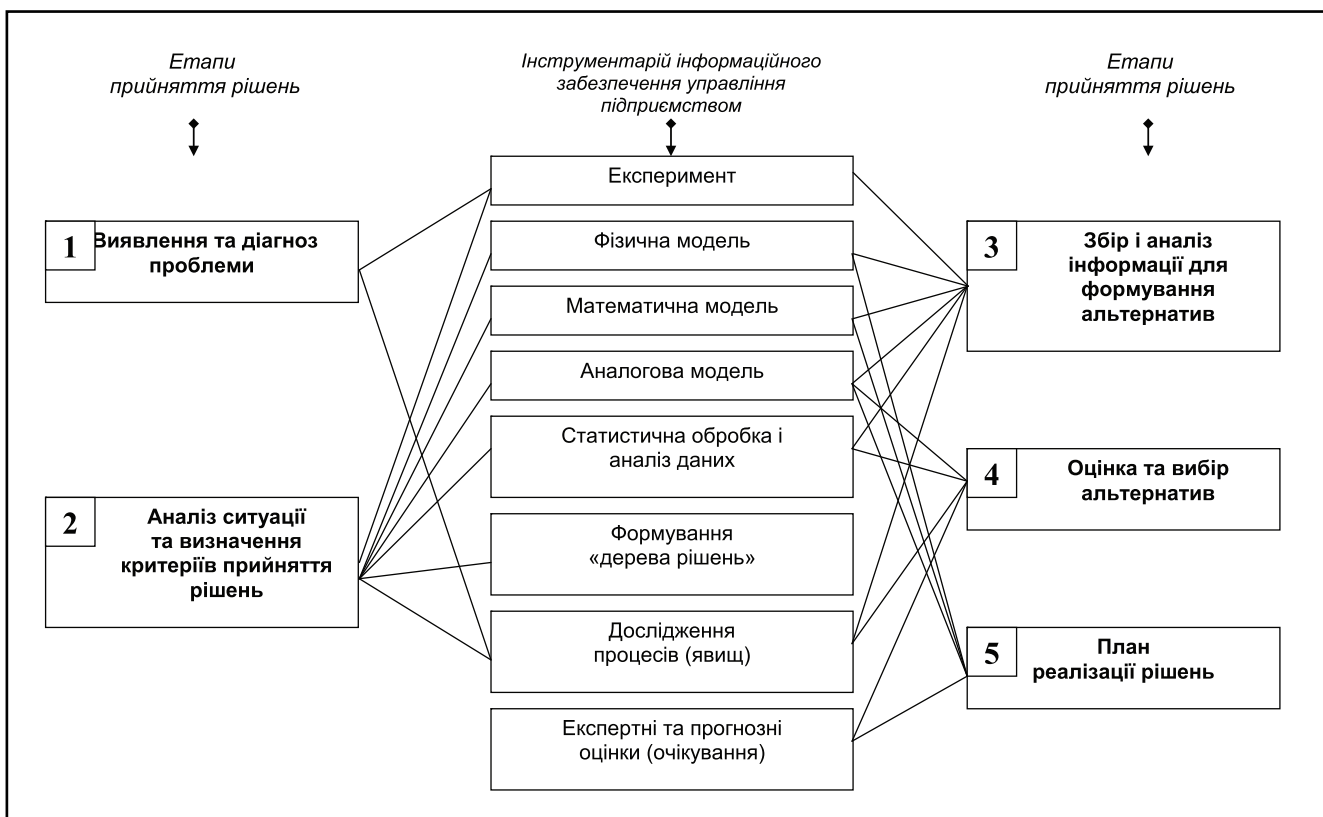 Етапи
прийняття рішень
Інструментарій інформаційного
забезпечення управління
підприємством
Етапи
прийняття рішень
1
Виявлення та діагноз
проблеми
2
Аналіз ситуації
та визначення
критеріїв прийняття
рішень
Експеримент
Фізична модель
Математична модель
Аналогова модель
Статистична обробка і
аналіз даних
Формування
«дерева рішень»
Дослідження
процесів (явищ)
Експертні та прогнозні
оцінки (очікування)
3
Збір і аналіз
інформації для
формування
альтернатив
4
Оцінка та вибір
альтернатив
5
План
реалізації рішень